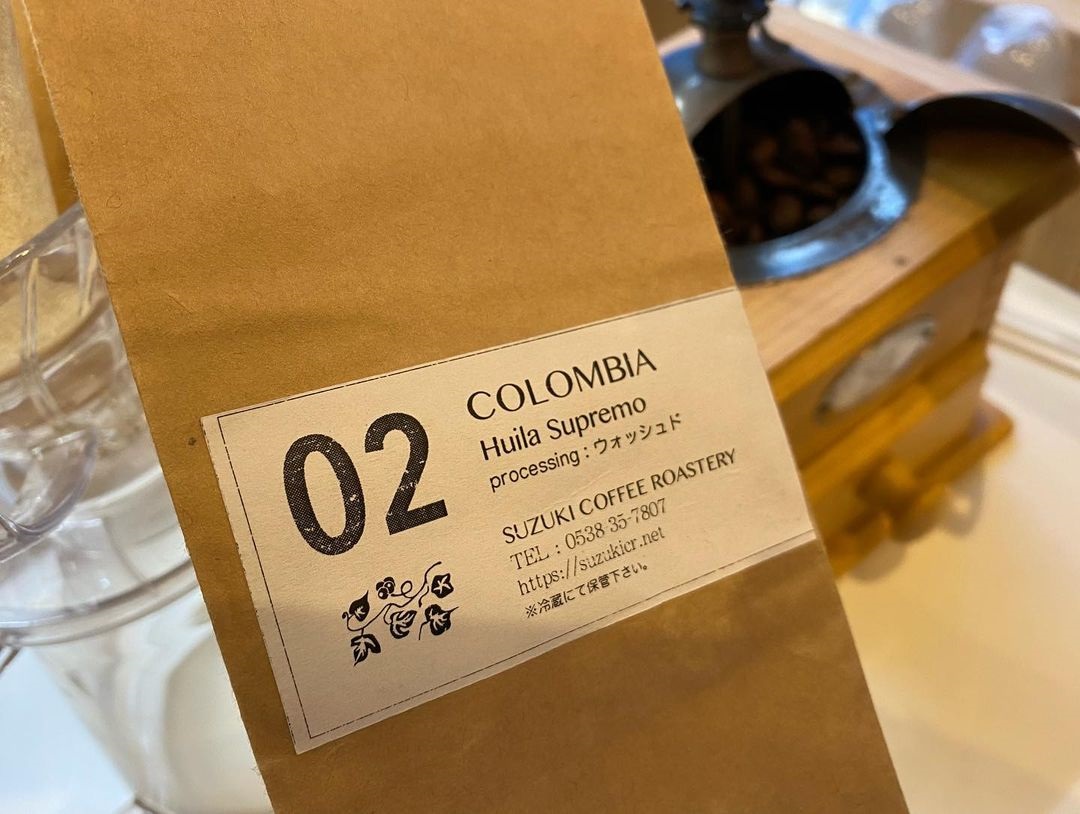 02
COLOMBIA
Huila Supremo
processing : ウォッシュド
SUZUKI COFFEE ROASTERY
TEL : 0538-35-7807
https://suzukicr.net
※冷蔵にて保管下さい。